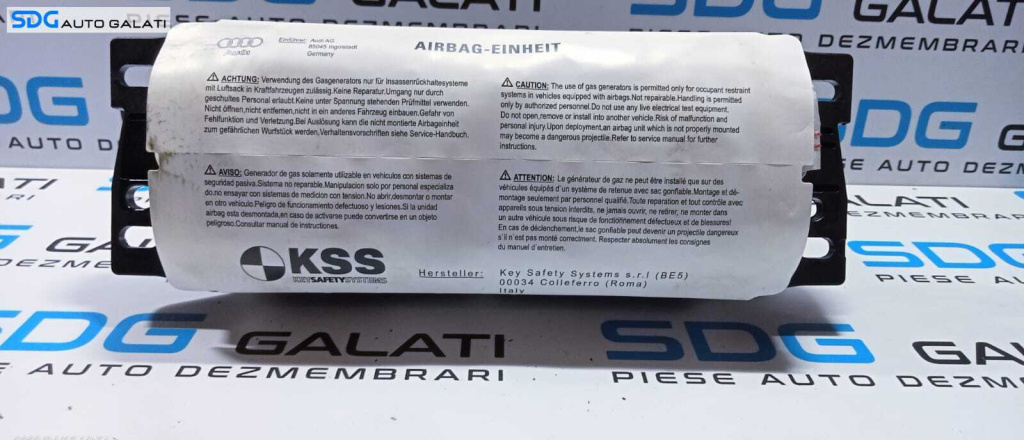 SDG AUTO GALATI
PIESE AUTO DEZMEMBRARI
Audi
Einführer: Audi AG
85045 Ingolstadt
Germany
AIRBAG-EINHEIT
ACHTUNG: Verwendung des Gasgenerators nur für Insassenrückhaltesysteme
mit Luftsack in Kraftfahrzeugen zulässig.Keine Reparatur.Umgang nur durch
geschultes Personal erlaubt.Keine unter Spannung stehenden Prüfmittel verwenden.
Nicht öffnen,nicht entfernen,nicht in ein anderes Fahrzeug einbauen.Gefahr von
Fehlfunktion und Verletzung.Bei Auslösung kann die nicht montierte Airbageinheit
zum gefährlichen Wurfstück werden,Verhaltensvorschriften siehe Service-Handbuch.
CAUTION: The use of gas generators is permitted only for occupant restraint
systems in vehicles equipped with airbags.Not repairable.Handling is permitted
only by authorized personnel.Do not use any live electrical test equipment.
Do not open,remove or install into another vehicle.Risk of malfunction and
personal injury.Upon deployment,an airbag unit which is not properly mounted
may become a dangerous projectile.Refer to service manual for further
instructions.
AVISO: Generador de gas solamente utilizable en vehiculos con sistemas de
seguridad pasiva.Sistema no reparable.Manipulacion solo por personal especializa
do.no ensayar con sistemas de medicion con tension.No abrir,desmontar o montar
en otro vehiculo.Peligro de funcionamiento defectuoso y lesiones.Si la unidad
airbag esta desmontada,en caso de activarse puede convertirse en un objeto
peligroso.Consultar manual de instrucciones.
ATTENTION: Le générateur de gaz ne peut être installé que sur des
véhicules équipés d'un système de retenue avec sac gonflable.Montage et dé-
montage seulement par personnel qualifié.Toute reparation et tout contrôle avec
appareils sous tension interdits, ne jamais ouvrir, ne retirer, ne monter dans
un autre véhicule sous risque de fonctionnement défectueux et de blessures!
En cas de déclenchement,le sac gonflable peut devenir un projectile dangereux
s'il n'est pas monté correctement. Respecter absolument les consignes
du manuel d'entretien.
KSS
KEYSAFETYSYSTEMS
Hersteller: Key Safety Systems s.r.l (BE5)
00034 Colleferro (Roma)
Italy
SDG GALATI
PIESE AUTO DEZMEMBRARI
SDG
PIESE AUTO DEZM